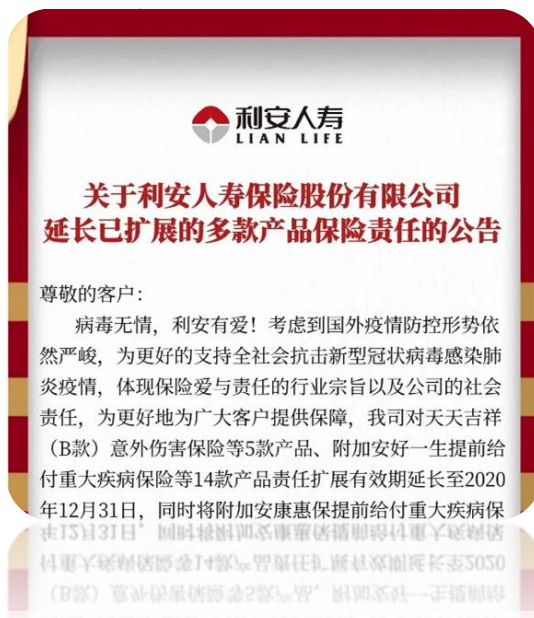 利安人寿
LIAN LIFE
关于利安人寿保险股份有限公司
延长已扩展的多款产品保险责任的公告
尊敬的客户：
病毒无情，利安有爱！考虑到国外疫情防控形势依
然严峻，为更好的支持全社会抗击新型冠状病毒感染肺
炎疫情，体现保险爱与责任的行业宗旨以及公司的社会
责任，为更好地为广大客户提供保障，我司对天天吉祥
（B款）意外伤害保险等5款产品、附加安好一生提前给
付重大疾病保险等14款产品责任扩展有效期延长至2020
年12月31日，同时将附加安康惠保提前给付重大疾病保